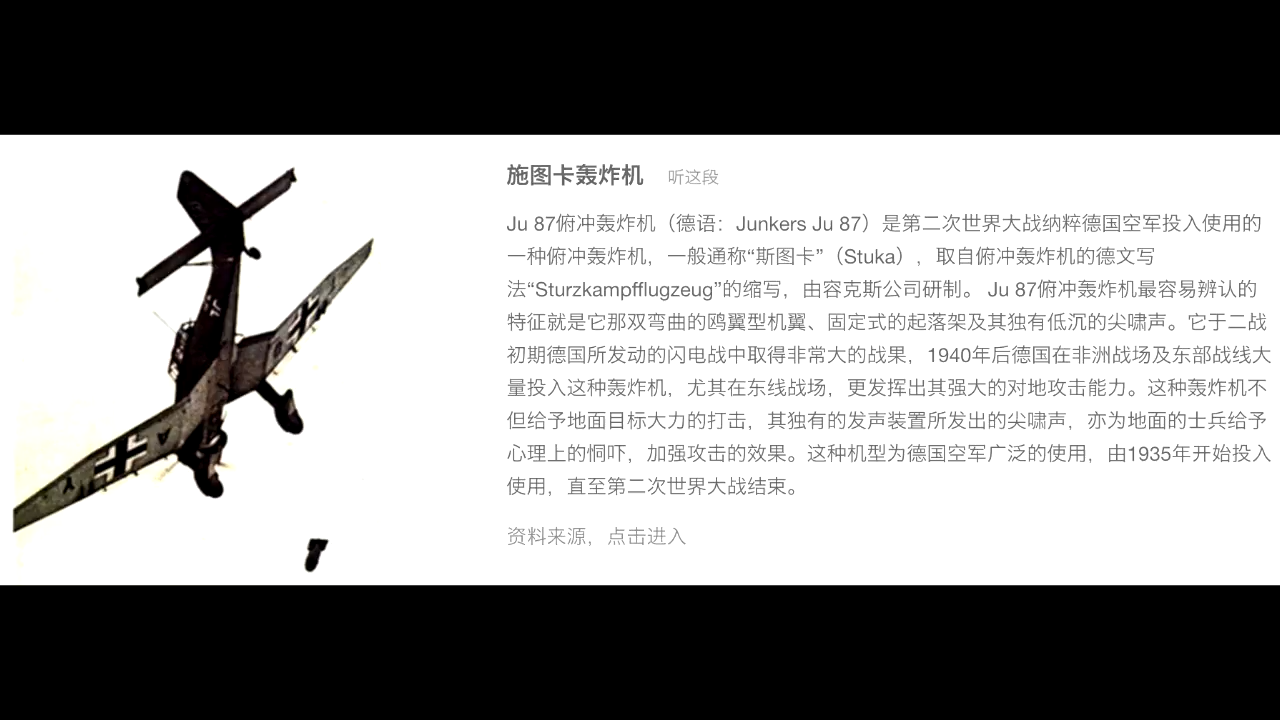 施图卡轰炸机 听这段
Ju 87俯冲轰炸机（德语：Junkers Ju 87）是第二次世界大战纳粹德国空军投入使用的
一种俯冲轰炸机，一般通称“斯图卡”（Stuka），取自俯冲轰炸机的德文写
法“Sturzkampfflugzeug”的缩写，由容克斯公司研制。 Ju 87俯冲轰炸机最容易辨认的
特征就是它那双弯曲的鸥翼型机翼、固定式的起落架及其独有低沉的尖啸声。它于二战
初期德国所发动的闪电战中取得非常大的战果，1940年后德国在非洲战场及东部战线大
量投入这种轰炸机，尤其在东线战场，更发挥出其强大的对地攻击能力。这种轰炸机不
但给予地面目标大力的打击，其独有的发声装置所发出的尖啸声，亦为地面的士兵给予
心理上的恫吓，加强攻击的效果。这种机型为德国空军广泛的使用，由1935年开始投入
使用，直至第二次世界大战结束。
资料来源，点击进入